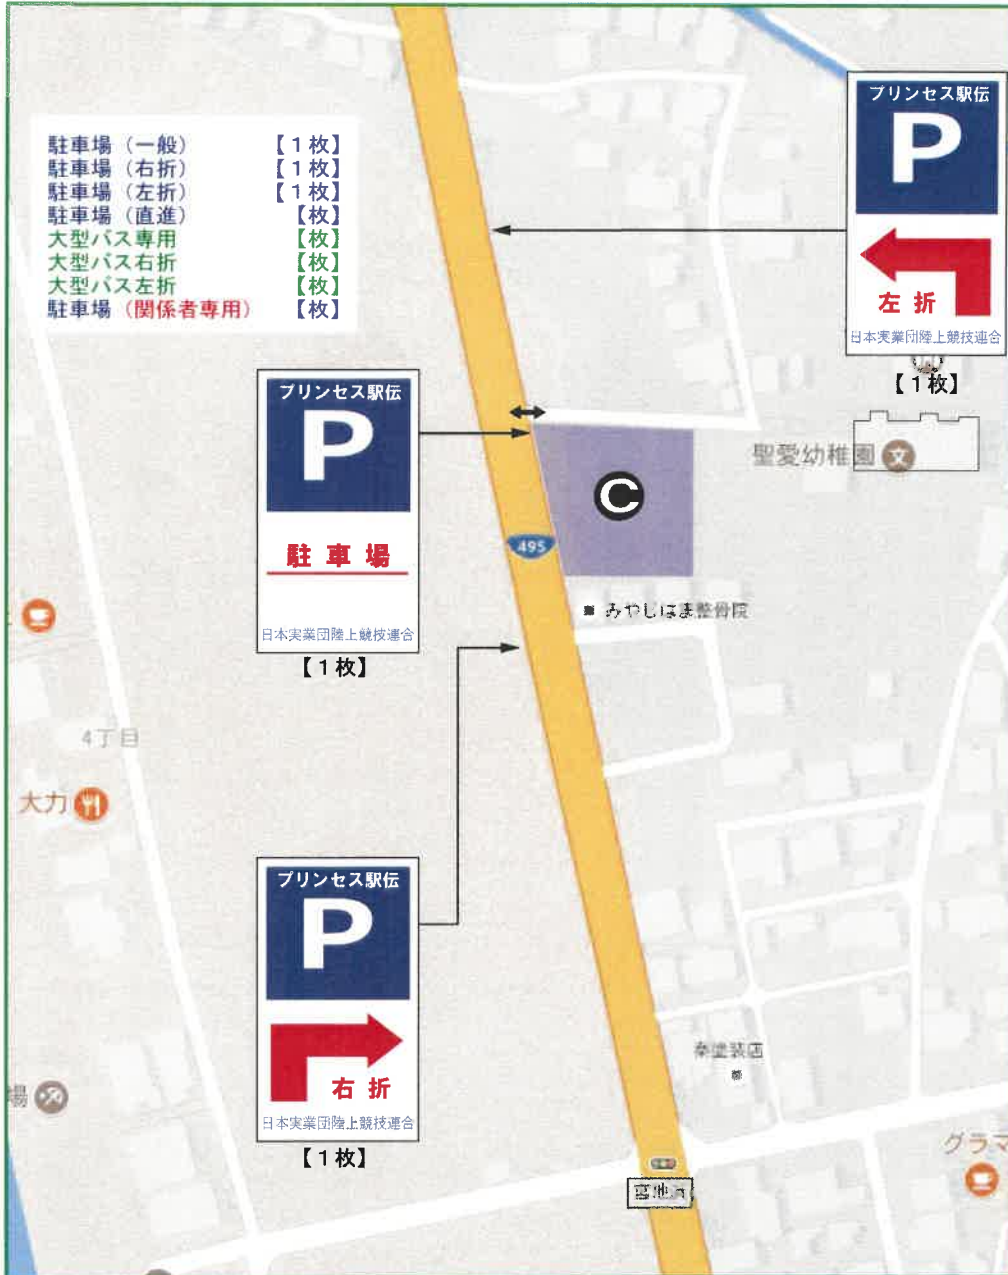 駐車場（一般） 【１枚】
駐車場（右折） 【１枚】
駐車場（左折） 【１枚】
駐車場（直進） 【枚】
大型バス専用 【枚】
大型バス右折 【枚】
大型バス左折 【枚】
駐車場（関係者専用） 【枚】
プリンセス駅伝
P
左折
日本実業団陸上競技連合
【１枚】
プリンセス駅伝
P
駐車場
日本実業団陸上競技連合
【１枚】
C
聖愛幼稚園
文
495
みやしはま整骨院
4丁目
大力
プリンセス駅伝
P
右折
日本実業団陸上競技連合
【１枚】
秦塗装店
場
グラマ